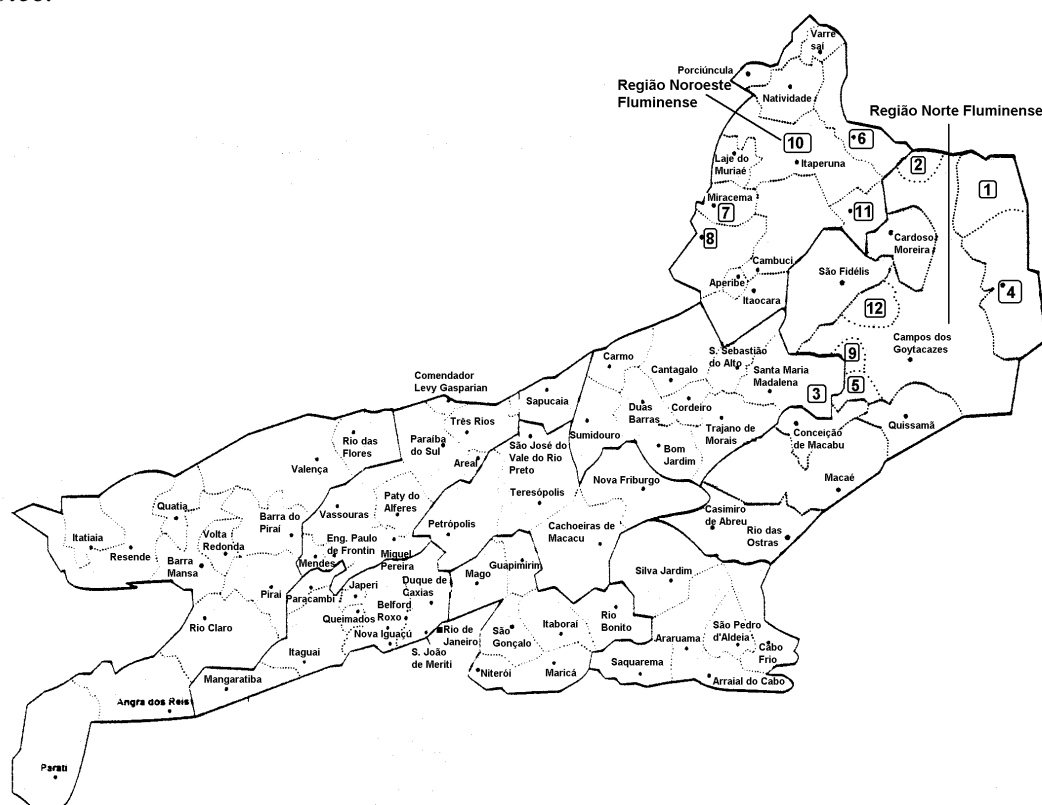 Varre
sai
Porciúncula
Região Noroeste
Fluminense
Natividade
Região Norte Fluminense
10
6
2
1
Laje do
Muriaé
Itaperuna
Miracema
7
11
8
Cardoso
Moreira
Cambuci
São Fidélis
Aperibe
Itaocara
4
12
Campos dos
Goytacazes
9
5
3
Carmo
S. Sebastião
do Alto
Cantagalo
Santa Maria
Madalena
Comendador
Levy Gasparian
Sapucaia
Duas
Barras
Cordeiro
Trajano de
Morais
Quissamã
Conceição
de Macabu
Três Rios
Sumidouro
Rio das
Flores
Paraíba
do Sul
São José do
Vale do Rio
Preto
Bom
Jardim
Valença
Areal
Nova Friburgo
Macaé
Teresópolis
Paty do
Alferes
Quatia
Vassouras
Casimiro
de Abreu
Barra do
Piraí
Petrópolis
Cachoeiras de
Macacu
Rio das
Ostras
Itatiaia
Volta
Redonda
Eng. Paulo
de Frontin
Resende
Miguel
Pereira
Barra
Mansa
Mendes
Guapimirim
Mago
Silva Jardim
Duque de
Caxias
Japeri
Pirai
Paracambi
Belford
Roxo
Queimados
Rio
Bonito
Rio Claro
Nova Iguaçú
Rio de
Janeiro
São
Gonçalo
Itaborai
São Pedro
d'Aldeia
Araruama
Cabo
Frio
Itaguai
S. João
de Meriti
Saquarema
Niterói
Maricá
Mangaratiba
Arraial do Cabo
Angra dos Reis
Parati